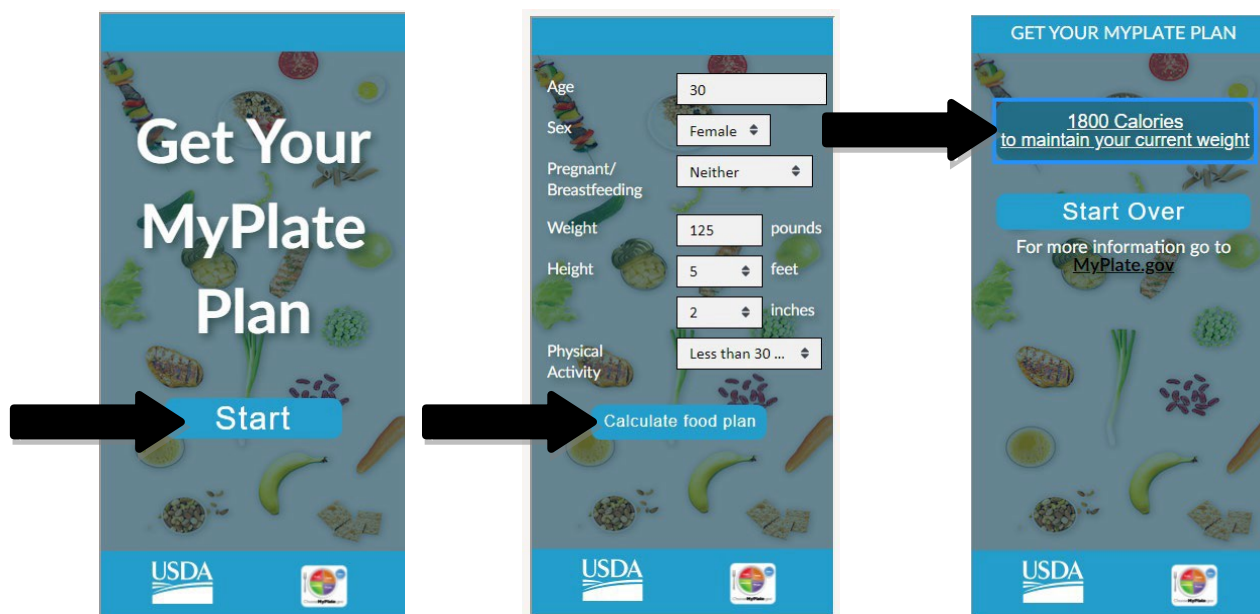 Get Your
MyPlate
Plan
Start
USDA
Age
30
Sex
Female
Pregnant/
Breastfeeding
Neither
Weight
125
pounds
Height
5
feet
2
inches
Physical
Activity
Less than 30 ...
Calculate food plan
USDA
GET YOUR MYPLATE PLAN
1800 Calories
to maintain your current weight
Start Over
For more information go to
MyPlate.gov
USDA